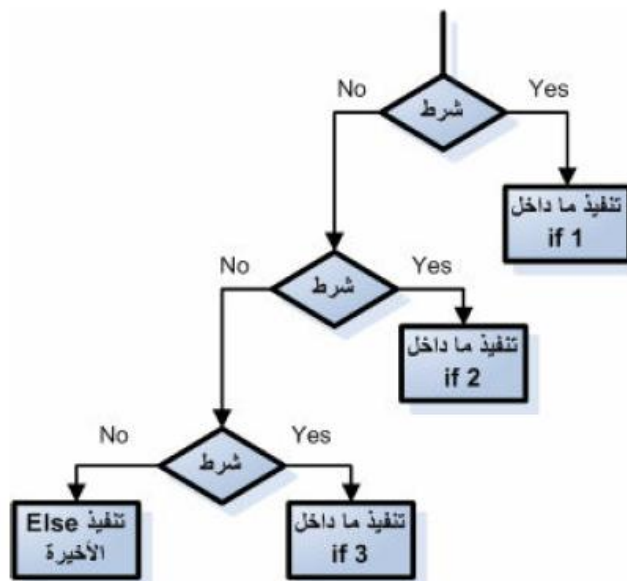 No
Yes
شرط
تنفيذ ما داخل
if 1
No
Yes
شرط
تنفيذ ما داخل
if 2
No
Yes
شرط
تنفيذ Else
الأخيرة
تنفيذ ما داخل
if 3